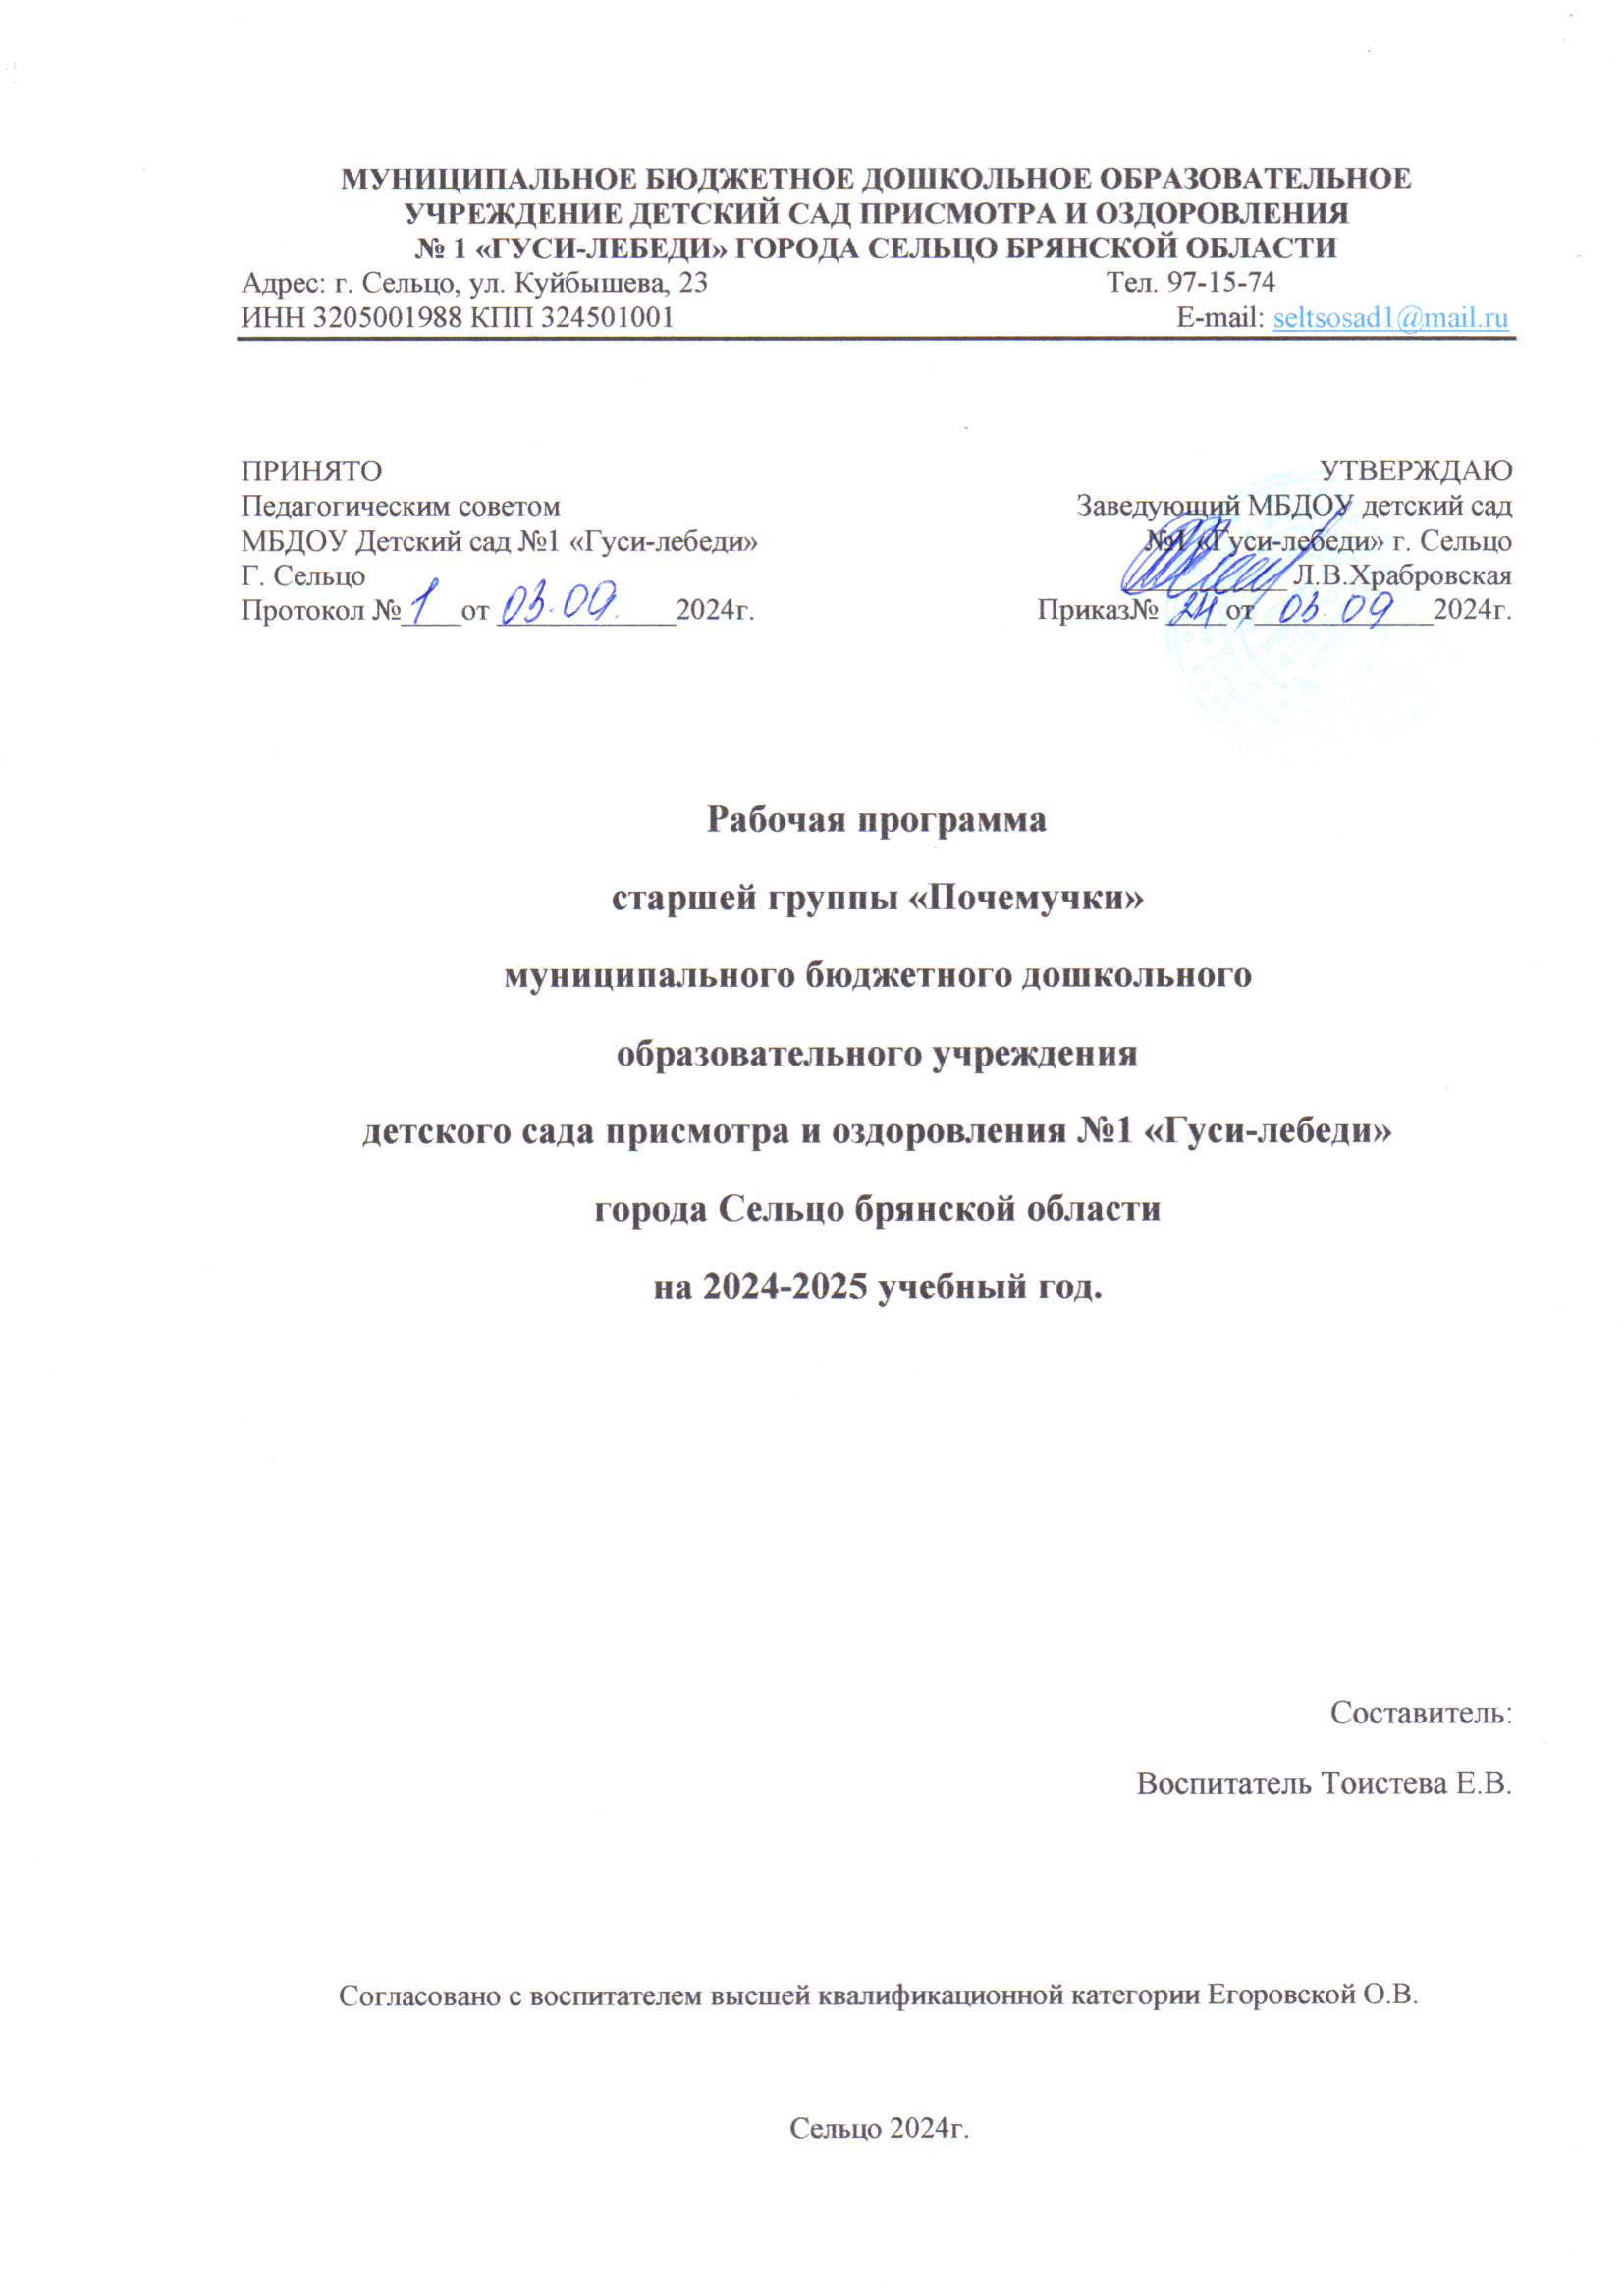 МУНИЦИПАЛЬНОЕ БЮДЖЕТНОЕ ДОШКОЛЬНОЕ ОБРАЗОВАТЕЛЬНОЕ
УЧРЕЖДЕНИЕ ДЕТСКИЙ САД ПРИСМОТРА И ОЗДОРОВЛЕНИЯ
№ 1 «ГУСИ-ЛЕБЕДИ» ГОРОДА СЕЛЬЦО БРЯНСКОЙ ОБЛАСТИ
Адрес: г. Сельцо, ул. Куйбышева, 23 Тел. 97-15-74
ИНН 3205001988 КПП 324501001 E-mail: seltsosad1@mail.ru
ПРИНЯТО
Педагогическим советом
МБДОУ Детский сад №1 «Гуси-лебеди»
Г. Сельцо
Протокол № 1 от 03.09. 2024г.
УТВЕРЖДАЮ
Заведующий МБДОУ детский сад
№1 «Гуси-лебеди» г. Сельцо
Л.В.Храбровская
Приказ№ 24 от 03.09 2024г.
Рабочая программа
старшей группы «Почемучки»
муниципального бюджетного дошкольного
образовательного учреждения
детского сада присмотра и оздоровления №1 «Гуси-лебеди»
города Сельцо брянской области
на 2024-2025 учебный год.
Составитель:
Воспитатель Тоистева Е.В.
Согласовано с воспитателем высшей квалификационной категории Егоровской О.В.
Сельцо 2024г.